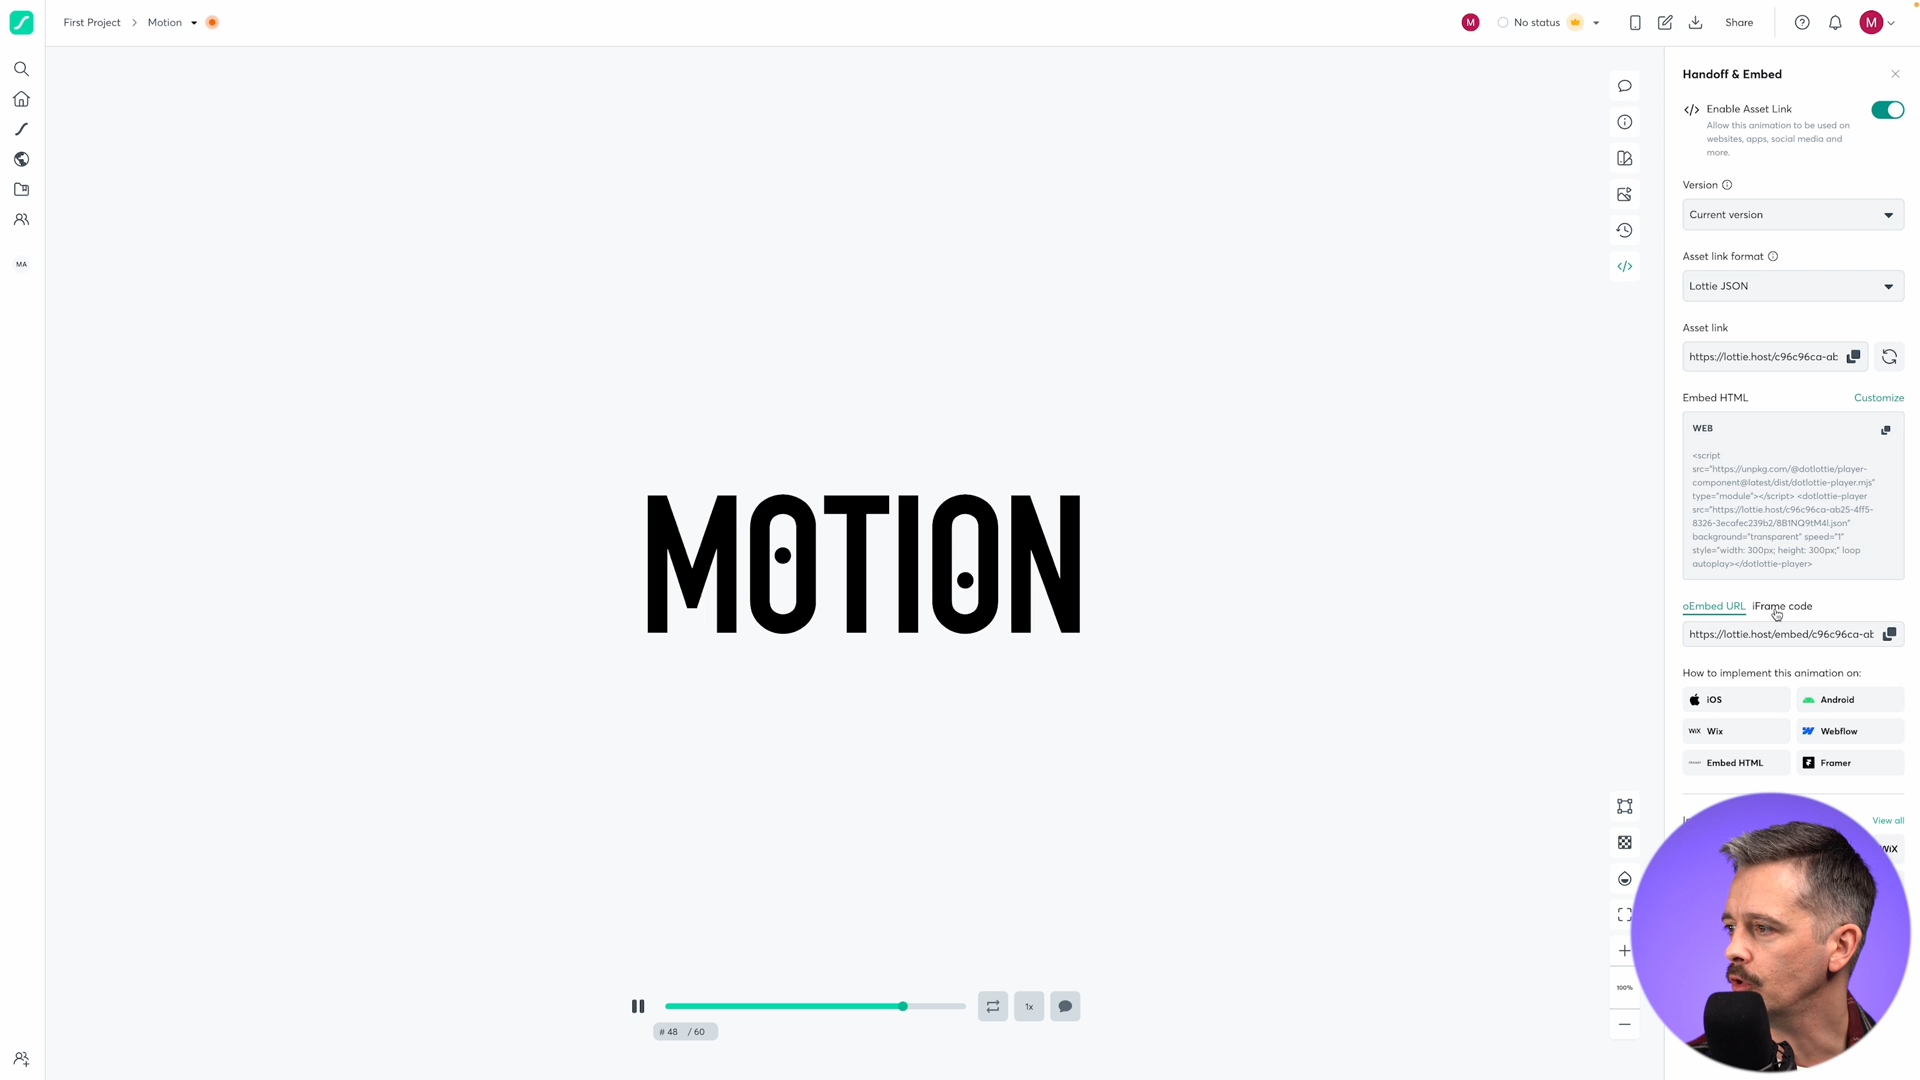 First Project > Motion
M
No status
Share
M
MA
Handoff & Embed
</> Enable Asset Link
Allow this animation to be used on
websites, apps, social media and
more.
Version
Current version
Asset link format
Lottie JSON
Asset link
https://lottie.host/c96c96ca-ab
Embed HTML
Customize
WEB
<script
src="https://unpkg.com/@dotlottie/player-
component@latest/dist/dotlottie-player.mjs"
type="module"></script> <dotlottie-player
src="https://lottie.host/c96c96ca-ab25-4ff5-
8326-3ecafec239b2/8B1NQ9tM4l.json"
background="transparent" speed="1"
style="width: 300px; height: 300px;" loop
autoplay></dotlottie-player>
oEmbed URL
iFrame code
https://lottie.host/embed/c96c96ca-ab
How to implement this animation on:
iOS
Android
WiX Wix
Webflow
Embed HTML
Framer
View all
WiX
MOTION
1x
# 48 / 60
100%